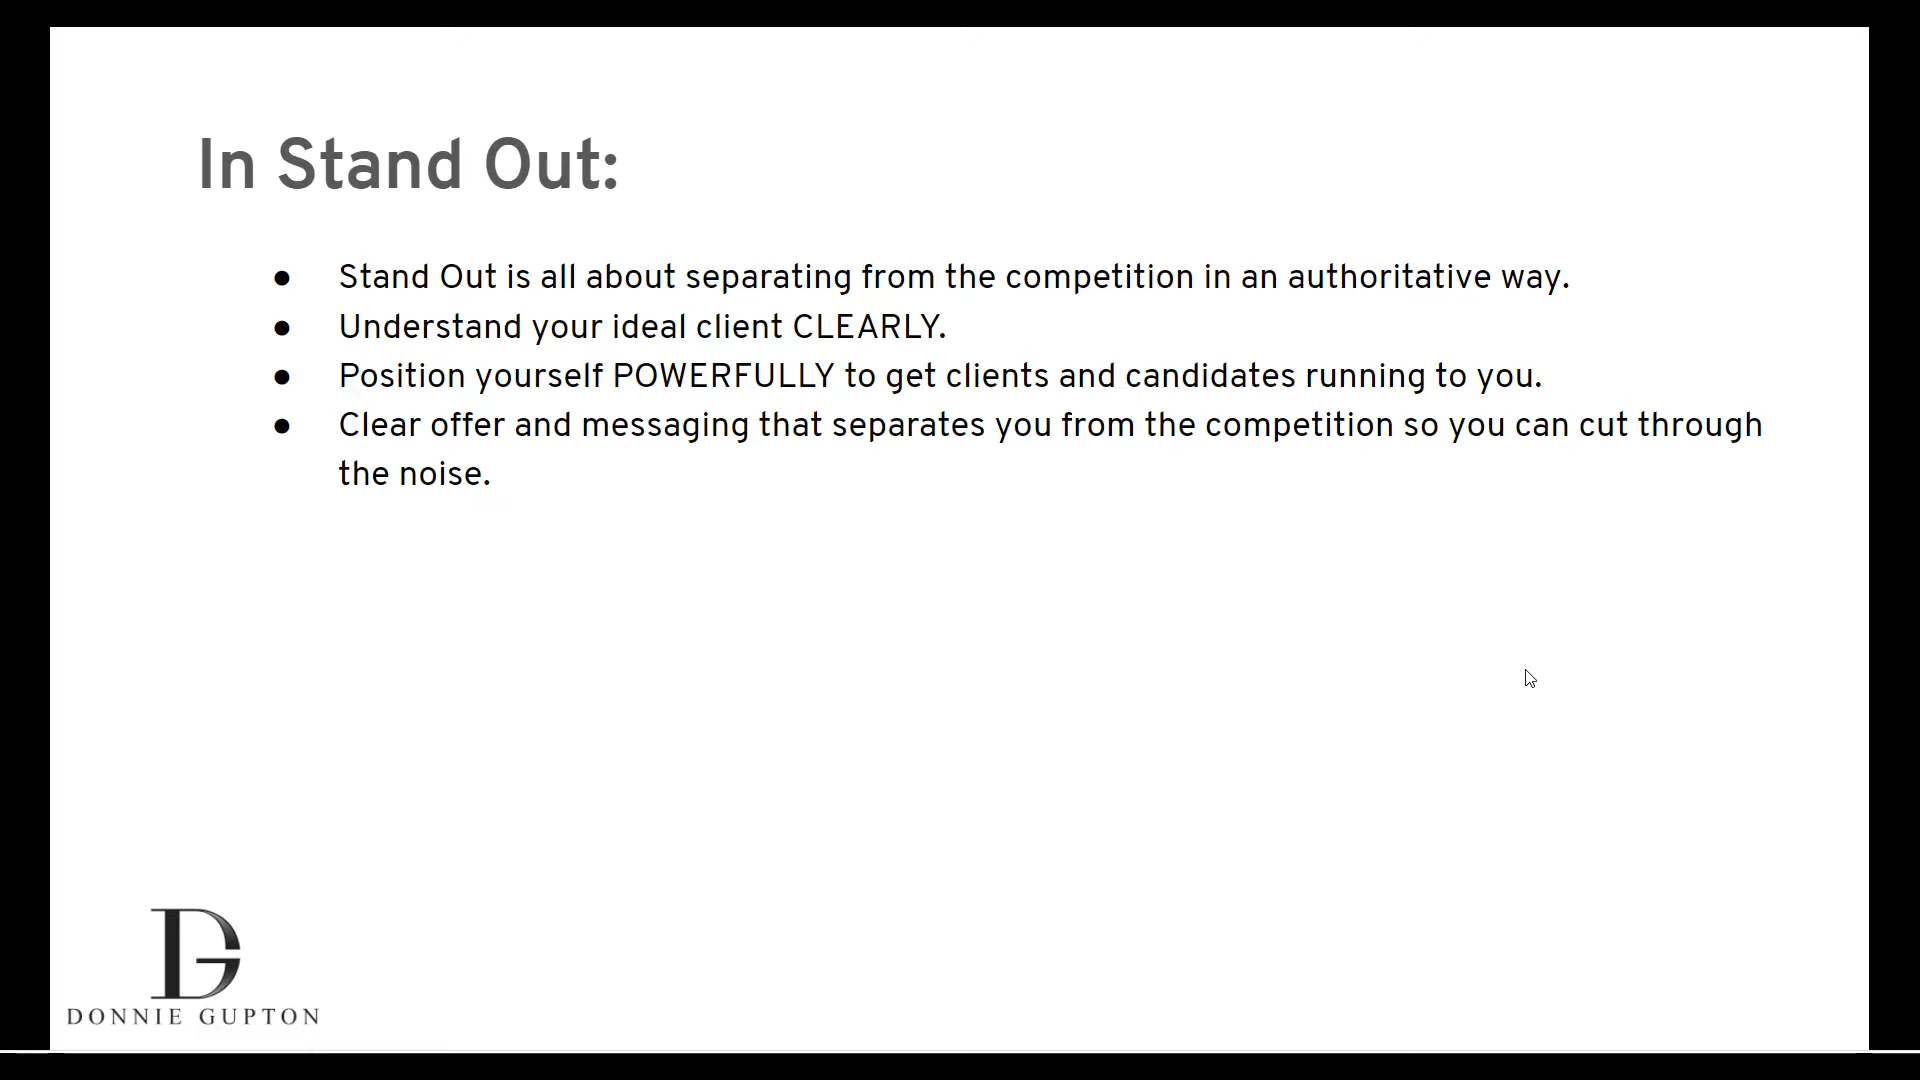 In Stand Out:
● Stand Out is all about separating from the competition in an authoritative way.
● Understand your ideal client CLEARLY.
● Position yourself POWERFULLY to get clients and candidates running to you.
● Clear offer and messaging that separates you from the competition so you can cut through
the noise.
DG
DONNIE GUPTON